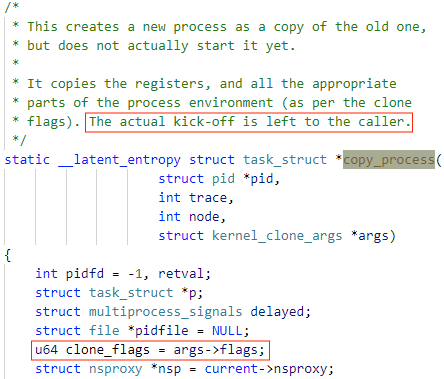 /*
* This creates a new process as a copy of the old one,
* but does not actually start it yet.
*
* It copies the registers, and all the appropriate
* parts of the process environment (as per the clone
* flags). The actual kick-off is left to the caller.
*/
static __latent_entropy struct task_struct *copy_process(
struct pid *pid,
int trace,
int node,
struct kernel_clone_args *args)
{
int pidfd = -1, retval;
struct task_struct *p;
struct multiprocess_signals delayed;
struct file *pidfile = NULL;
u64 clone_flags = args->flags;
struct nsproxy *nsp = current->nsproxy;